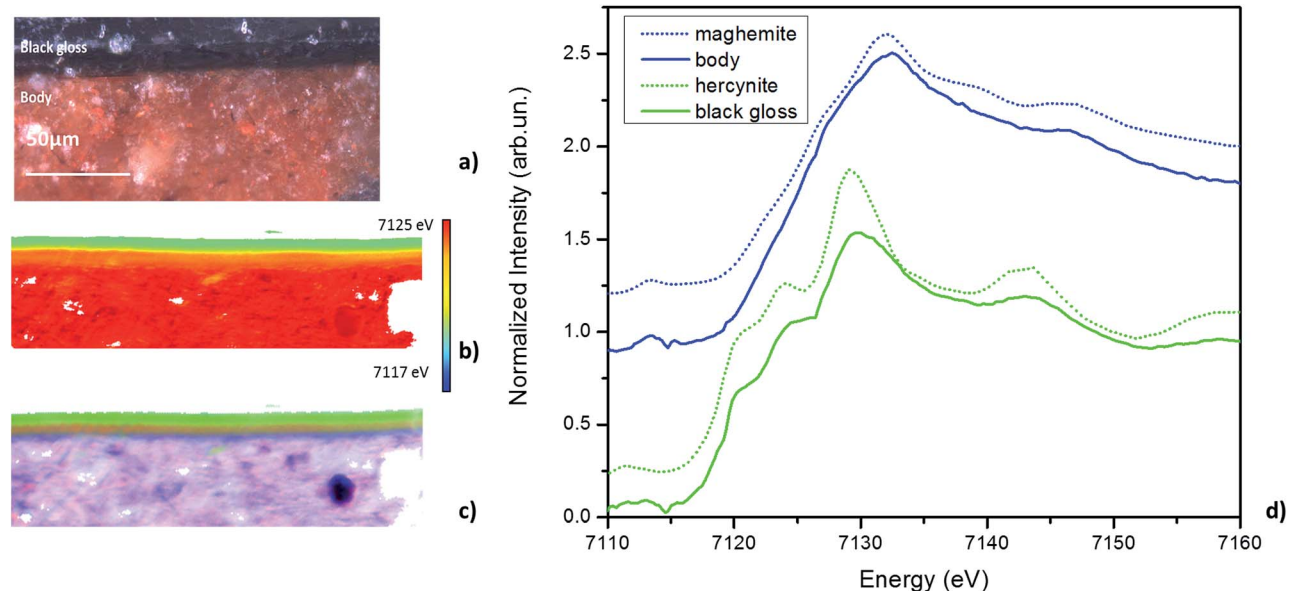 Black gloss
Body
50μm
a)
7125 eV
b)
7117 eV
c)
maghemite
body
hercynite
black gloss
Normalized Intensity (arb.un.)
2.5
2.0
1.5
1.0
0.5
0.0
7110 7120 7130 7140 7150 7160
Energy (eV)
d)